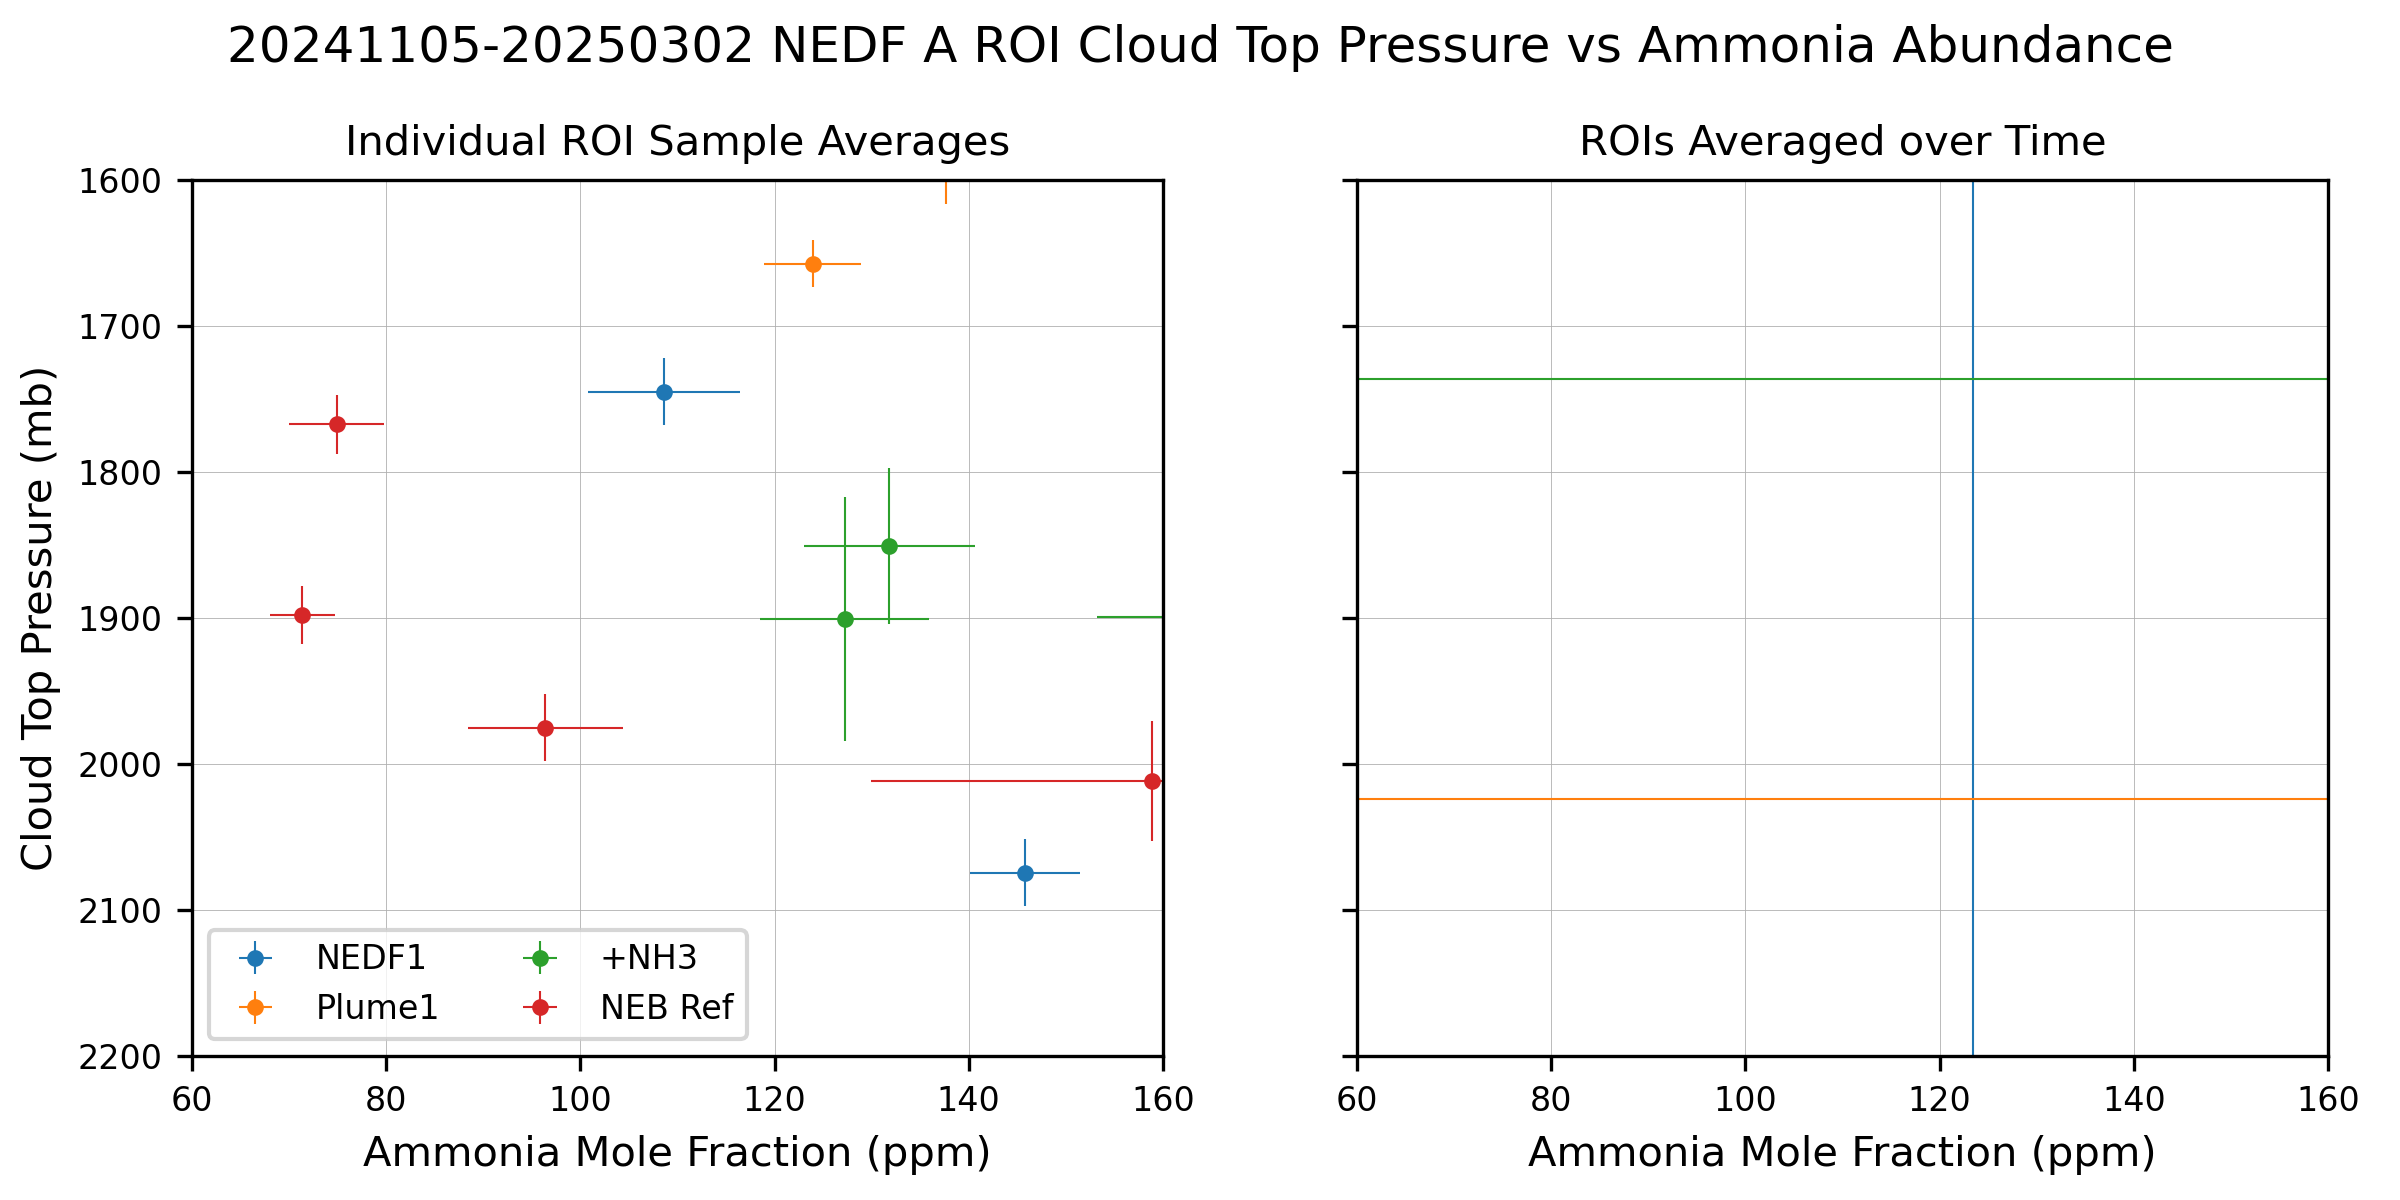 20241105-20250302 NEDF A ROI Cloud Top Pressure vs Ammonia Abundance
Individual ROI Sample Averages
ROIs Averaged over Time
Cloud Top Pressure (mb)
1600
1700
1800
1900
2000
2100
2200
NEDF1
+NH3
Plume1
NEB Ref
60 80 100 120 140 160
60 80 100 120 140 160
Ammonia Mole Fraction (ppm)
Ammonia Mole Fraction (ppm)